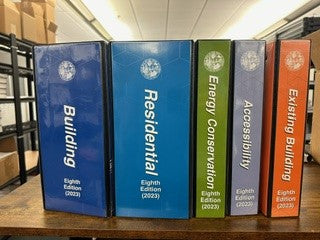 Building
Eighth
Edition
(2023)
Residential
Eighth
Edition
(2023)
Energy Conservation
Eighth
Edition
(2023)
Accessibility
Eighth
Edition
(2023)
Existing Building
Eighth
Edition
(2023)